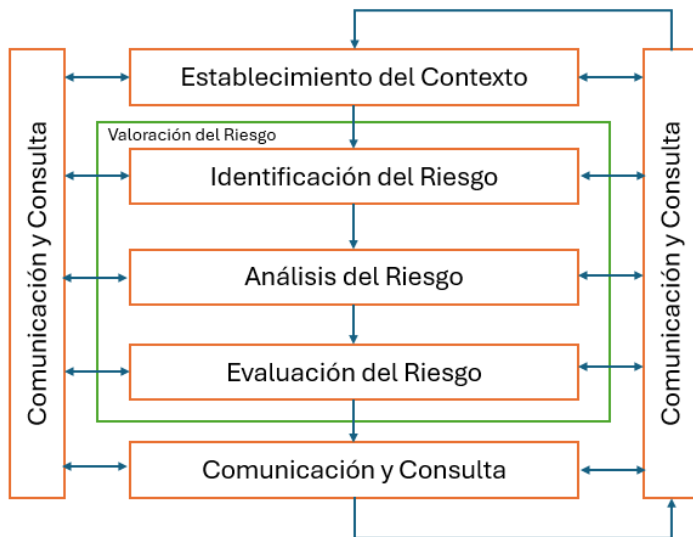 Establecimiento del Contexto
Comunicación y Consulta
Valoración del Riesgo
Identificación del Riesgo
Análisis del Riesgo
Evaluación del Riesgo
Comunicación y Consulta
Comunicación y Consulta